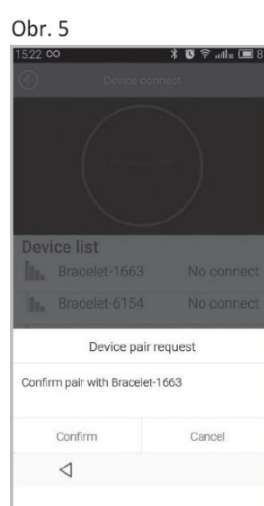 Obr. 5
15:22
Device connect
Device list
Bracelet-1663 No connect
Bracelet-6154 No connect
Device pair request
Confirm pair with Bracelet-1663
Confirm Cancel